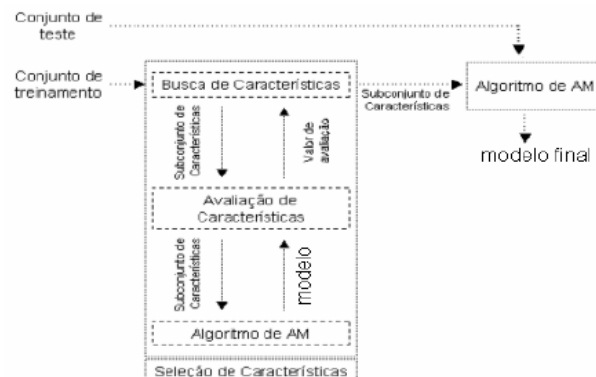 Conjunto de
teste
Conjunto de
treinamento
Busca de Características
Subconjunto de
Características
Algoritmo de AM
modelo final
Subconjunto de
Características
Valor de
avaliação
Avaliação de
Características
Subconjunto de
Características
modelo
Algoritmo de AM
Seleção de Características